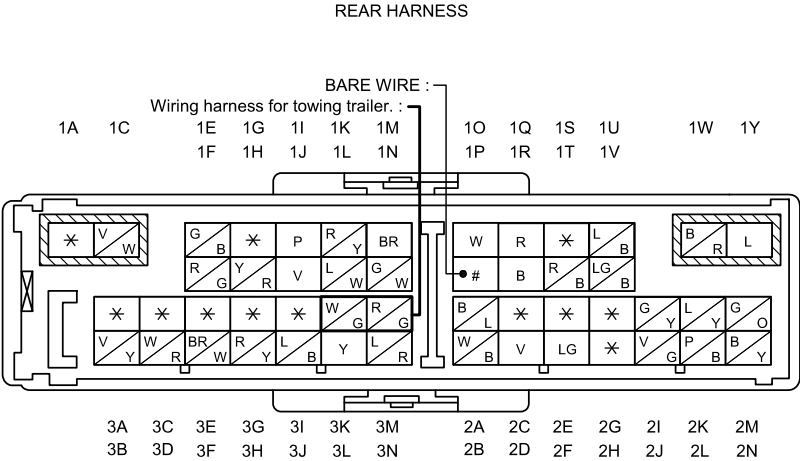 REAR HARNESS
BARE WIRE :
Wiring harness for towing trailer. :
1A 1C 1E 1G 1I 1K 1M 1O 1Q 1S 1U 1W 1Y
1F 1H 1J 1L 1N 1P 1R 1T 1V
* V W G B * P R Y BR W R * L B B R L
R G Y R V L W G W # B R B LG B
* * * * * W G R G B L * * * G Y L Y G O
V Y W R BR W R Y L B Y L R W B V LG * V G P B B Y
3A 3C 3E 3G 3I 3K 3M 2A 2C 2E 2G 2I 2K 2M
3B 3D 3F 3H 3J 3L 3N 2B 2D 2F 2H 2J 2L 2N